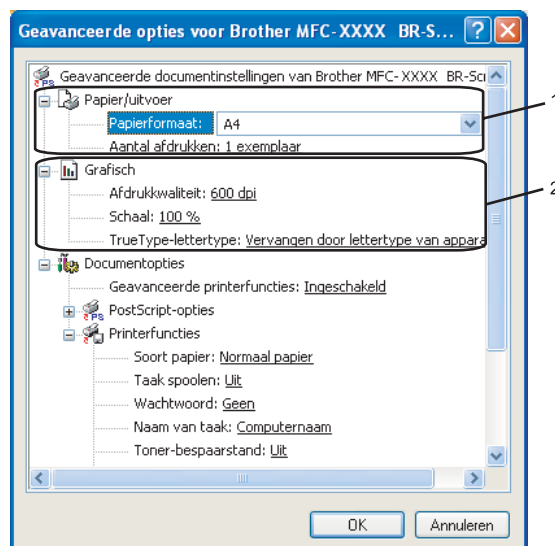 Geavanceerde opties voor Brother MFC-XXXX BR-S...
Geavanceerde documentinstellingen van Brother MFC-XXXX BR-Scr
Papier/uitvoer
Papierformaat: A4
Aantal afdrukken: 1 exemplaar
1
Grafisch
Afdrukkwaliteit: 600 dpi
2
Schaal: 100 %
TrueType-lettertype: Vervangen door lettertype van appara
Documentopties
Geavanceerde printerfuncties: Ingeschakeld
PostScript-opties
Printerfuncties
Soort papier: Normaal papier
Taak spoolen: Uit
Wachtwoord: Geen
Naam van taak: Computernaam
Toner-bespaarstand: Uit
OK Annuleren